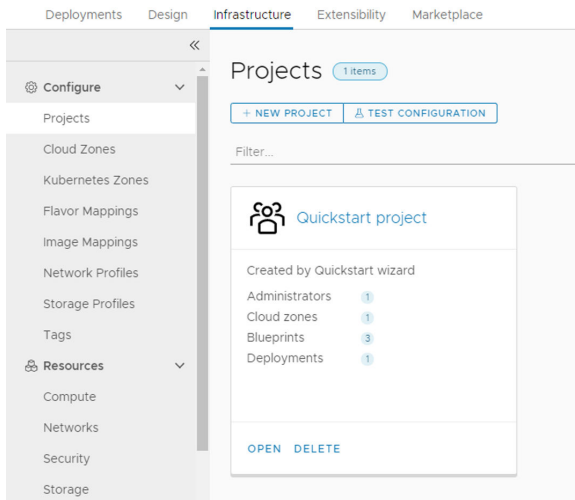 Deployments Design Infrastructure Extensibility Marketplace
Configure
Projects
Cloud Zones
Kubernetes Zones
Flavor Mappings
Image Mappings
Network Profiles
Storage Profiles
Tags
Resources
Compute
Networks
Security
Storage
Projects 1 items
+ NEW PROJECT TEST CONFIGURATION
Filter...
Quickstart project
Created by Quickstart wizard
Administrators 1
Cloud zones 1
Blueprints 3
Deployments 1
OPEN DELETE